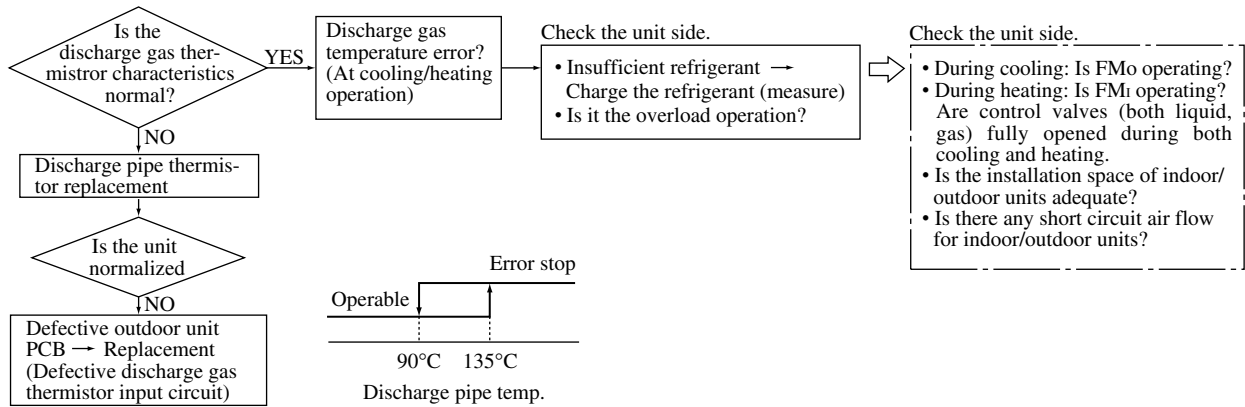 Is the
discharge gas ther-
mistror characteristics
normal?
YES
NO
Discharge gas
temperature error?
(At cooling/heating
operation)
Check the unit side.
• Insufficient refrigerant →
Charge the refrigerant (measure)
• Is it the overload operation?
Check the unit side.
• During cooling: Is FMO operating?
• During heating: Is FMI operating?
Are control valves (both liquid,
gas) fully opened during both
cooling and heating.
• Is the installation space of indoor/
outdoor units adequate?
• Is there any short circuit air flow
for indoor/outdoor units?
Discharge pipe thermis-
tor replacement
Is the unit
normalized
NO
Defective outdoor unit
PCB → Replacement
(Defective discharge gas
thermistor input circuit)
Error stop
Operable
90°C 135°C
Discharge pipe temp.